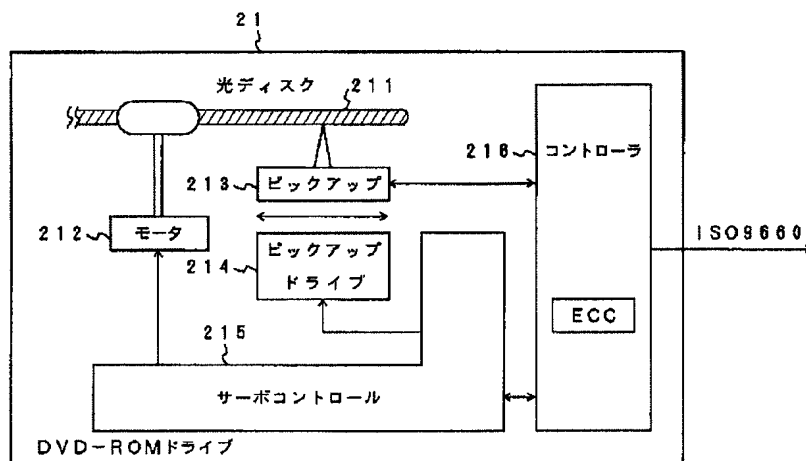 21
光ディスク
211
216
コントローラ
213
ピックアップ
212
モータ
214
ピックアップ
ドライブ
ISO9660
ECC
215
サーボコントロール
DVD-ROMドライブ